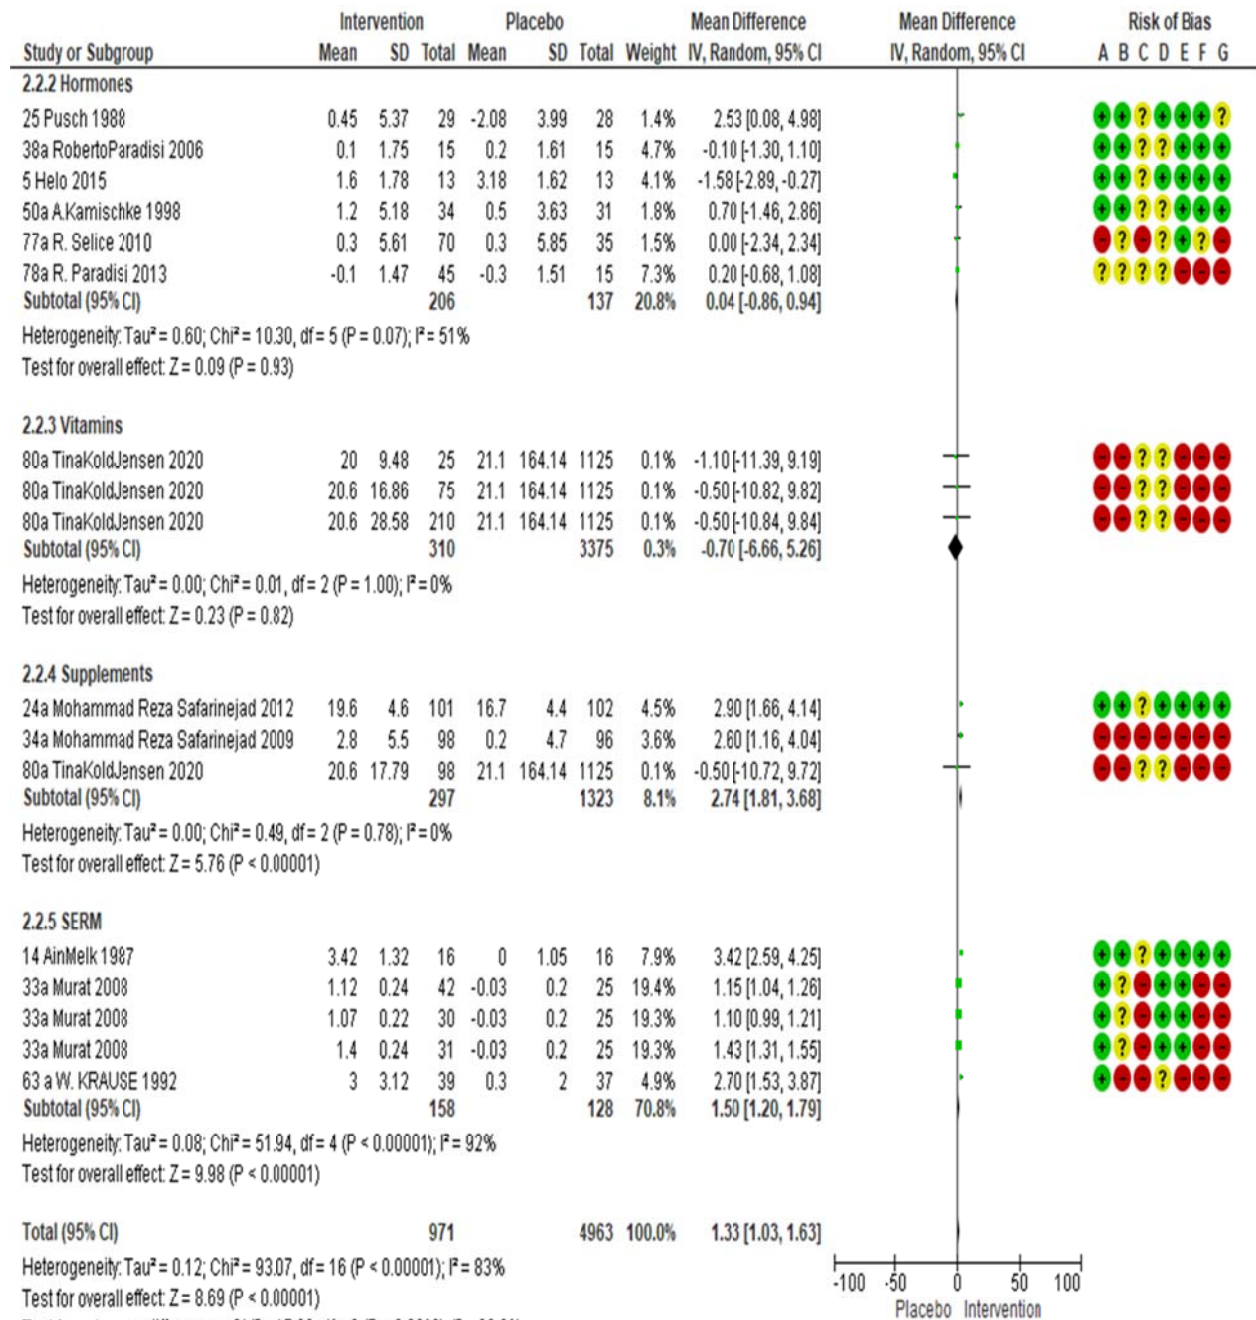 Intervention Placebo Mean Difference Mean Difference Risk of Bias
Study or Subgroup Mean SD Total Mean SD Total Weight IV, Random, 95% CI IV, Random, 95% CI A B C D E F G
2.2.2 Hormones
25 Pusch 1988 0.45 5.37 29 -2.08 3.99 28 1.4% 2.53 [0.08, 4.98] + + ? + + + ?
38a RobertoParadisi 2006 0.1 1.75 15 0.2 1.61 15 4.7% -0.10 [-1.30, 1.10] + + ? ? + + +
5 Helo 2015 1.6 1.78 13 3.18 1.62 13 4.1% -1.58 [-2.89, -0.27] + + ? + + + +
50a A.Kamischke 1998 1.2 5.18 34 0.5 3.63 31 1.8% 0.70 [-1.46, 2.86] + + ? ? + + +
77a R. Selice 2010 0.3 5.61 70 0.3 5.85 35 1.5% 0.00 [-2.34, 2.34] - ? - ? + ? -
78a R. Paradisi 2013 -0.1 1.47 45 -0.3 1.51 15 7.3% 0.20 [-0.68, 1.08] ? ? ? ? - - -
Subtotal (95% CI) 206 137 20.8% 0.04 [-0.86, 0.94]
Heterogeneity: Tau² = 0.60; Chi² = 10.30, df = 5 (P = 0.07); I² = 51%
Test for overall effect: Z = 0.09 (P = 0.93)
2.2.3 Vitamins
80a TinaKoldJensen 2020 20 9.48 25 21.1 164.14 1125 0.1% -1.10 [-11.39, 9.19] - - ? ? - - -
80a TinaKoldJensen 2020 20.6 16.86 75 21.1 164.14 1125 0.1% -0.50 [-10.82, 9.82] - - ? ? - - -
80a TinaKoldJensen 2020 20.6 28.58 210 21.1 164.14 1125 0.1% -0.50 [-10.84, 9.84] - - ? ? - - -
Subtotal (95% CI) 310 3375 0.3% -0.70 [-6.66, 5.26]
Heterogeneity: Tau² = 0.00; Chi² = 0.01, df = 2 (P = 1.00); I² = 0%
Test for overall effect: Z = 0.23 (P = 0.82)
2.2.4 Supplements
24a Mohammad Reza Safarinejad 2012 19.6 4.6 101 16.7 4.4 102 4.5% 2.90 [1.66, 4.14] + + ? + + + +
34a Mohammad Reza Safarinejad 2009 2.8 5.5 98 0.2 4.7 96 3.6% 2.60 [1.16, 4.04] - - - - - - -
80a TinaKoldJensen 2020 20.6 17.79 98 21.1 164.14 1125 0.1% -0.50 [-10.72, 9.72] - - ? ? - - -
Subtotal (95% CI) 297 1323 8.1% 2.74 [1.81, 3.68]
Heterogeneity: Tau² = 0.00; Chi² = 0.49, df = 2 (P = 0.78); I² = 0%
Test for overall effect: Z = 5.76 (P < 0.00001)
2.2.5 SERM
14 AinMelk 1987 3.42 1.32 16 0 1.05 16 7.9% 3.42 [2.59, 4.25] + + ? + + + +
33a Murat 2008 1.12 0.24 42 -0.03 0.2 25 19.4% 1.15 [1.04, 1.26] + ? - + + - -
33a Murat 2008 1.07 0.22 30 -0.03 0.2 25 19.3% 1.10 [0.99, 1.21] + ? - + + - -
33a Murat 2008 1.4 0.24 31 -0.03 0.2 25 19.3% 1.43 [1.31, 1.55] + ? - + + - -
63 a W. KRAUSE 1992 3 3.12 39 0.3 2 37 4.9% 2.70 [1.53, 3.87] + - - ? - - -
Subtotal (95% CI) 158 128 70.8% 1.50 [1.20, 1.79]
Heterogeneity: Tau² = 0.08; Chi² = 51.94, df = 4 (P < 0.00001); I² = 92%
Test for overall effect: Z = 9.98 (P < 0.00001)
Total (95% CI) 971 4963 100.0% 1.33 [1.03, 1.63]
Heterogeneity: Tau² = 0.12; Chi² = 93.07, df = 16 (P < 0.00001); I² = 83%
-100 -50 0 50 100
Test for overall effect: Z = 8.69 (P < 0.00001)
Placebo Intervention